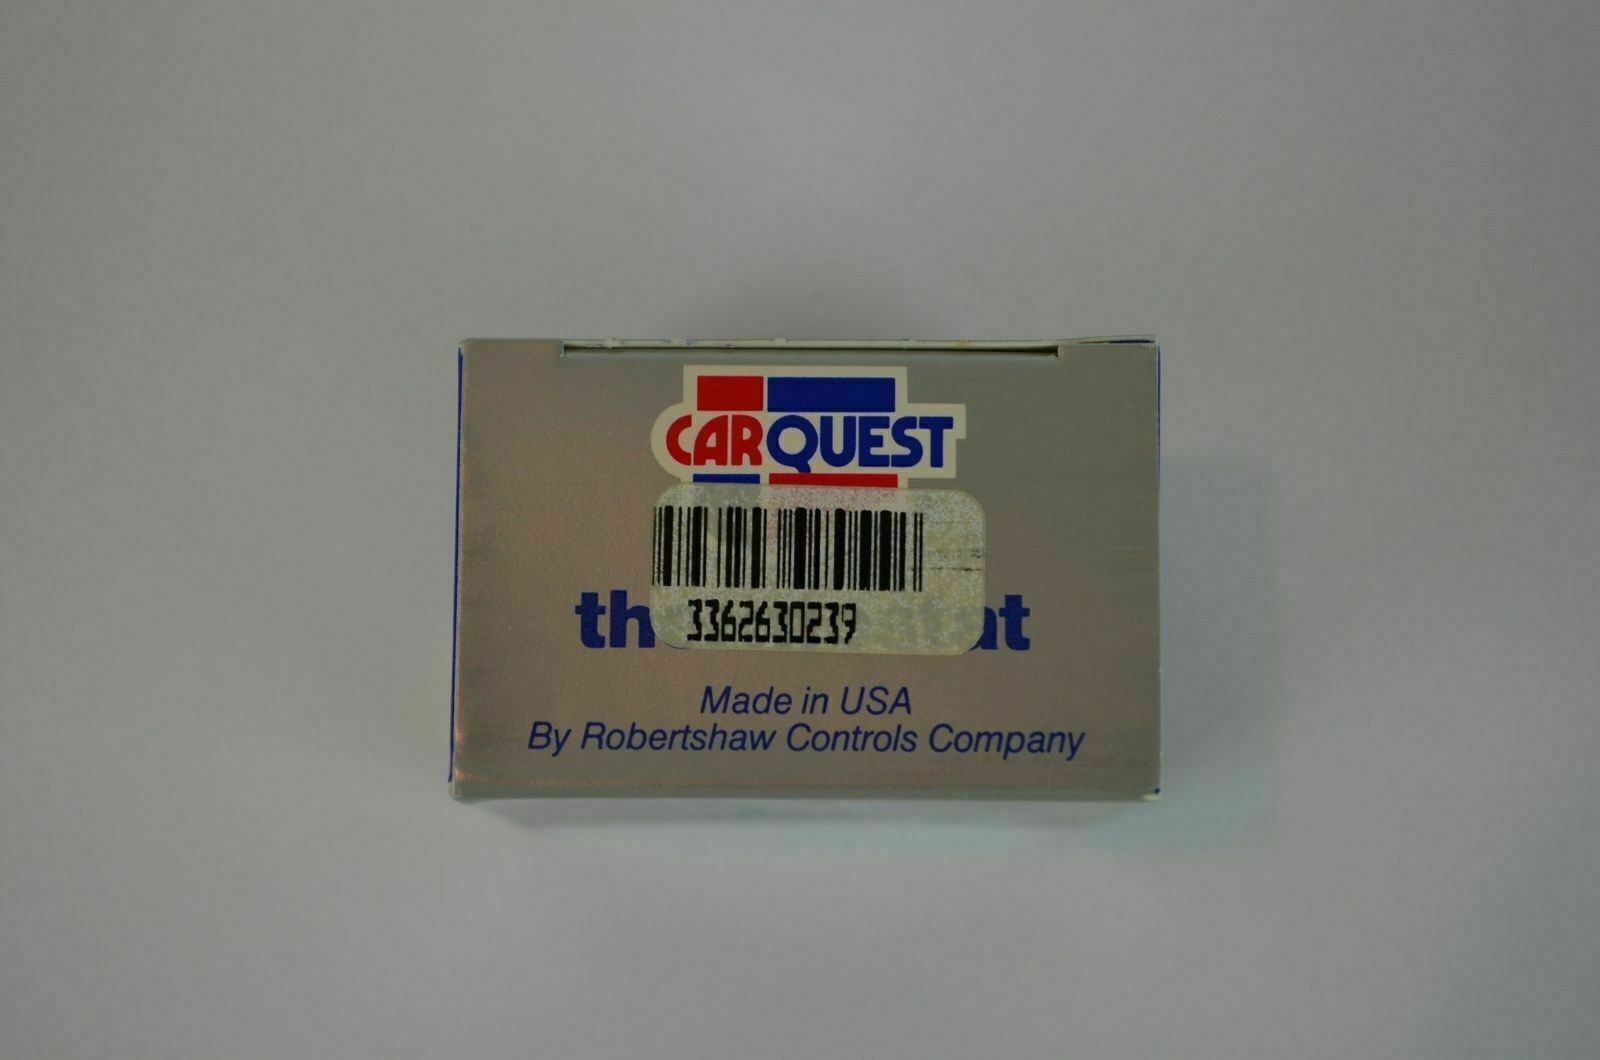 CARQUEST
3362630239
Made in USA
By Robertshaw Controls Company